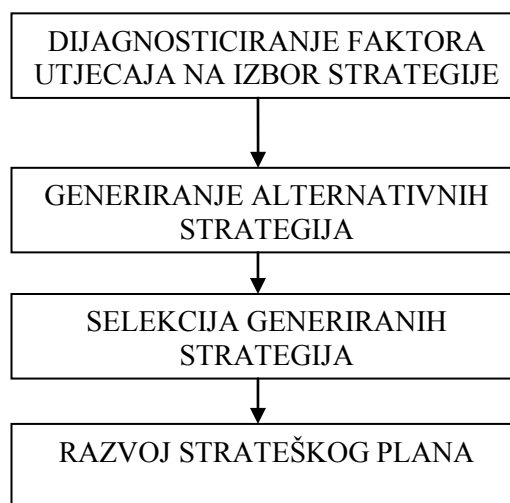 DIJAGNOSTICIRANJE FAKTORA
UTJECAJA NA IZBOR STRATEGIJE
GENERIRANJE ALTERNATIVNIH
STRATEGIJA
SELEKCIJA GENERIRANIH
STRATEGIJA
RAZVOJ STRATEŠKOG PLANA